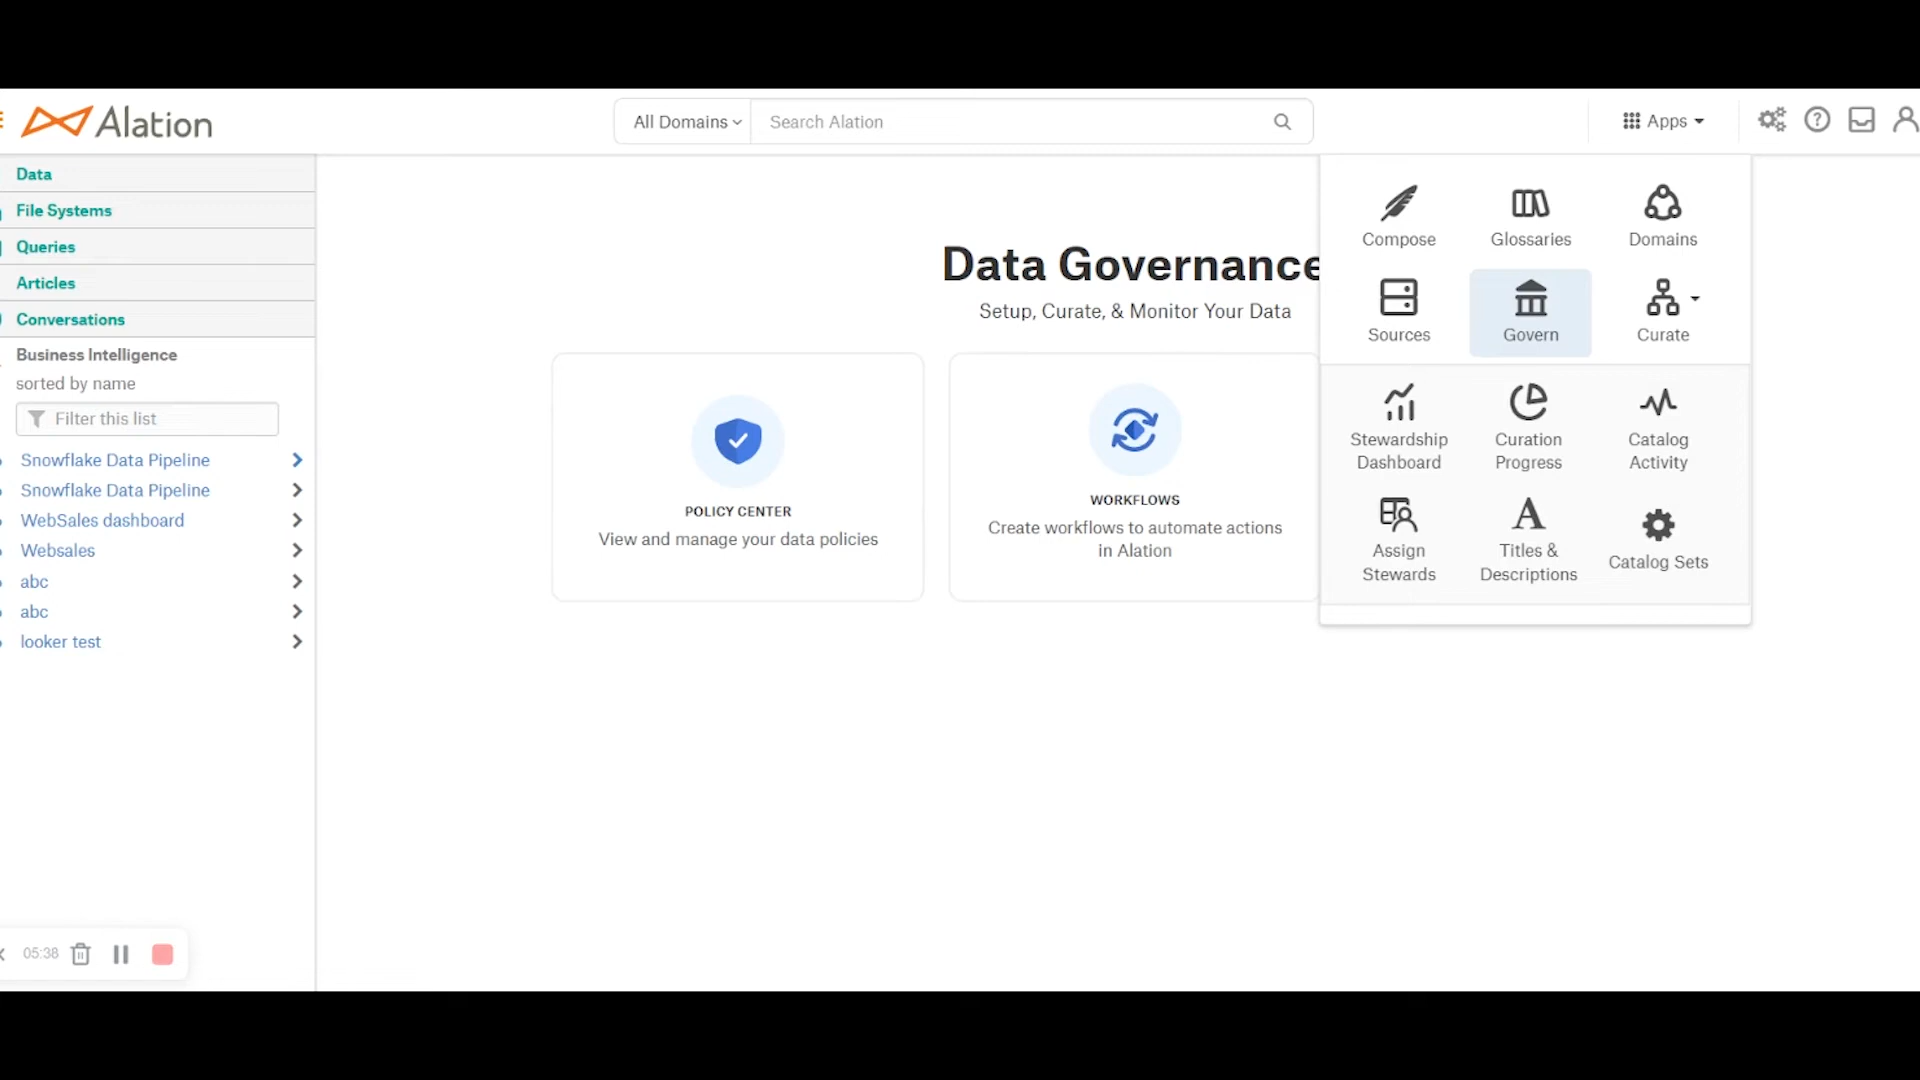 Alation
All Domains
Search Alation
Apps
Data
File Systems
Queries
Articles
Conversations
Business Intelligence
sorted by name
Filter this list
Snowflake Data Pipeline
Snowflake Data Pipeline
WebSales dashboard
Websales
abc
abc
looker test
05:38
Data Governance
Setup, Curate, & Monitor Your Data
POLICY CENTER
View and manage your data policies
WORKFLOWS
Create workflows to automate actions
in Alation
Compose
Glossaries
Domains
Sources
Govern
Curate
Stewardship
Dashboard
Curation
Progress
Catalog
Activity
Assign
Stewards
Titles &
Descriptions
Catalog Sets